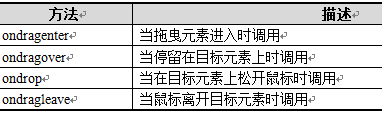 方法 描述
ondragenter 当拖曳元素进入时调用
ondragover 当停留在目标元素上时调用
ondrop 当在目标元素上松开鼠标时调用
ondragleave 当鼠标离开目标元素时调用